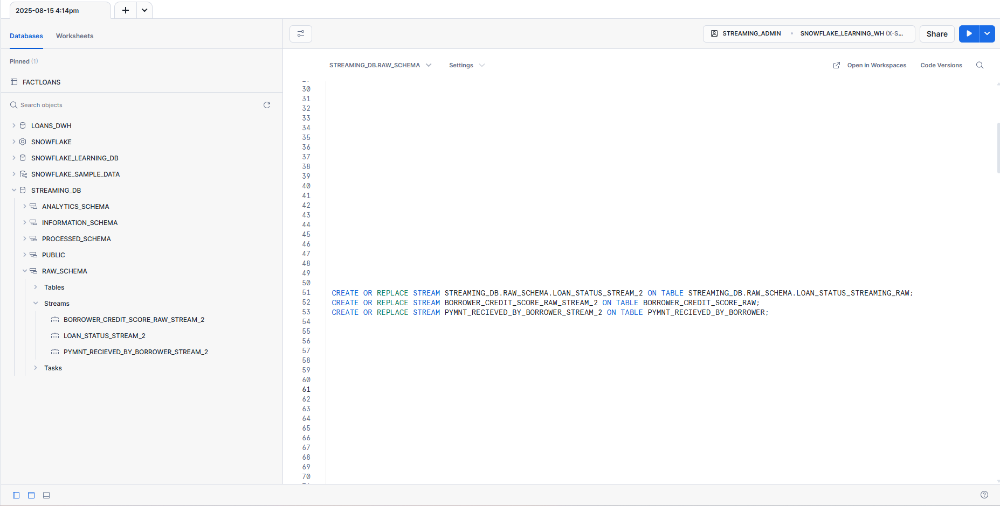 2025-08-15 4:14pm
Databases
Worksheets
STREAMING_ADMIN
SNOWFLAKE_LEARNING_WH (X-S...
Share
Pinned (1)
FACTLOANS
Search objects
LOANS_DWH
SNOWFLAKE
SNOWFLAKE_LEARNING_DB
SNOWFLAKE_SAMPLE_DATA
STREAMING_DB
ANALYTICS_SCHEMA
INFORMATION_SCHEMA
PROCESSED_SCHEMA
PUBLIC
RAW_SCHEMA
Tables
Streams
BORROWER_CREDIT_SCORE_RAW_STREAM_2
LOAN_STATUS_STREAM_2
PYMNT_RECIEVED_BY_BORROWER_STREAM_2
Tasks
STREAMING_DB.RAW_SCHEMA
Settings
Open in Workspaces
Code Versions
30
31
32
33
34
35
36
37
38
39
40
41
42
43
44
45
46
47
48
49
50
51 CREATE OR REPLACE STREAM STREAMING_DB.RAW_SCHEMA.LOAN_STATUS_STREAM_2 ON TABLE STREAMING_DB.RAW_SCHEMA.LOAN_STATUS_STREAMING_RAW;
52 CREATE OR REPLACE STREAM BORROWER_CREDIT_SCORE_RAW_STREAM_2 ON TABLE BORROWER_CREDIT_SCORE_RAW;
53 CREATE OR REPLACE STREAM PYMNT_RECIEVED_BY_BORROWER_STREAM_2 ON TABLE PYMNT_RECIEVED_BY_BORROWER;
54
55
56
57
58
59
60
61
62
63
64
65
66
67
68
69
70